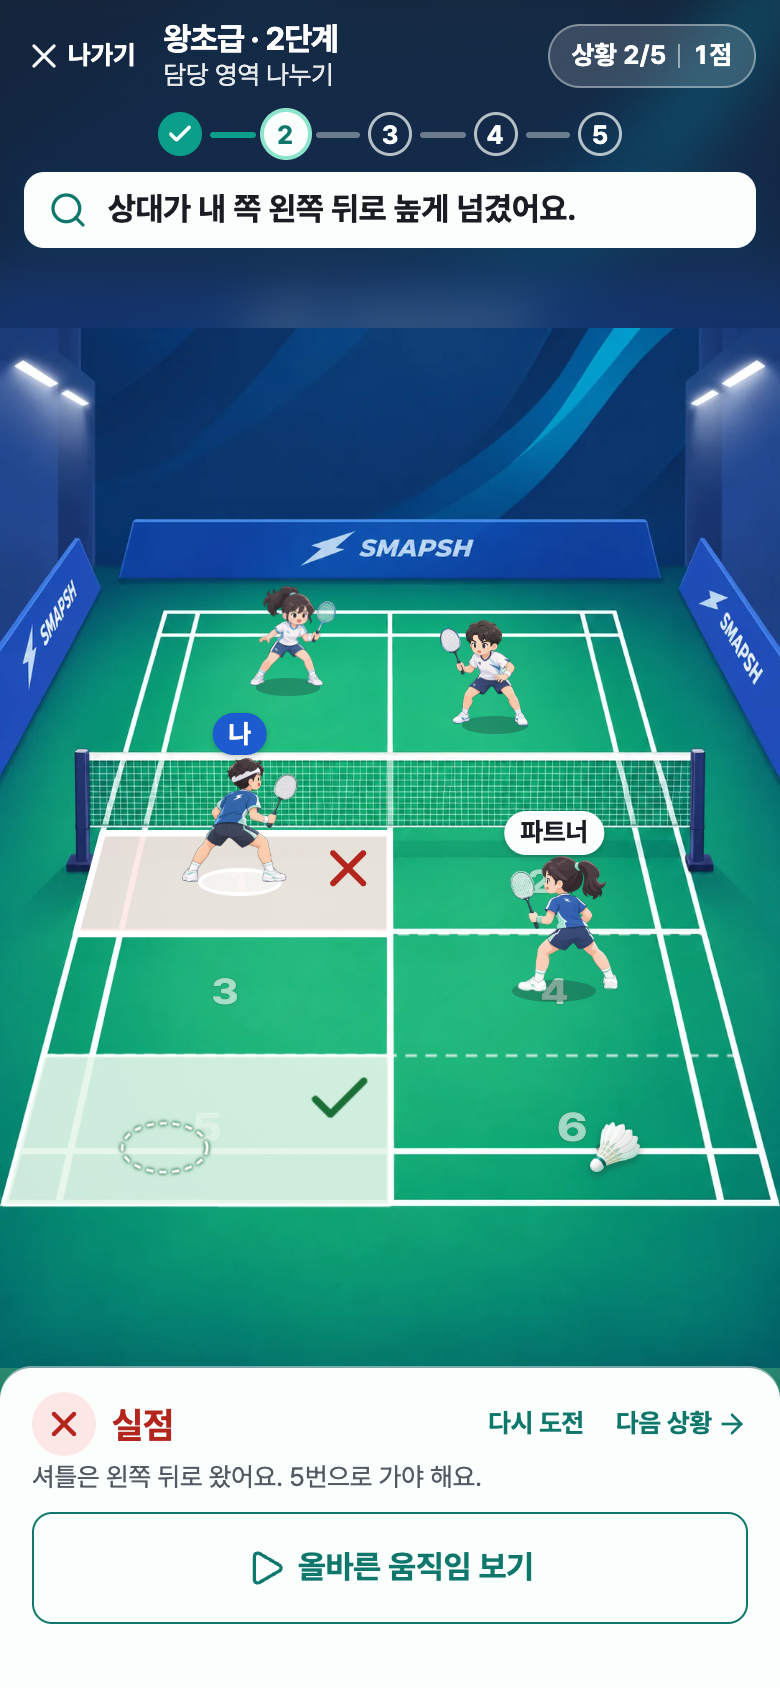 나가기
왕초급 · 2단계
담당 영역 나누기
상황 2/5 | 1점
2
3
4
5
상대가 내 쪽 왼쪽 뒤로 높게 넘겼어요.
SMAPSH
SMAPSH
SMAPSH
나
파트너
2
3
4
5
6
실점
다시 도전
다음 상황 →
셔틀은 왼쪽 뒤로 왔어요. 5번으로 가야 해요.
올바른 움직임 보기